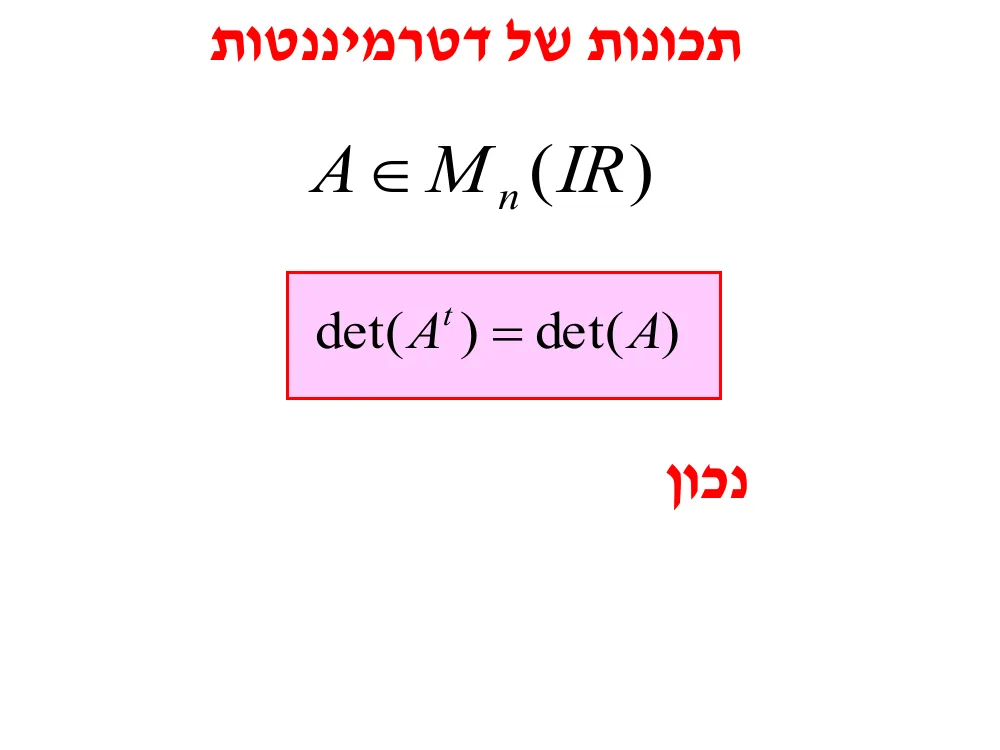 תכונות של דטרמיננטות
A ∈ M_n (IR)
det( A^t ) = det( A)
נכון